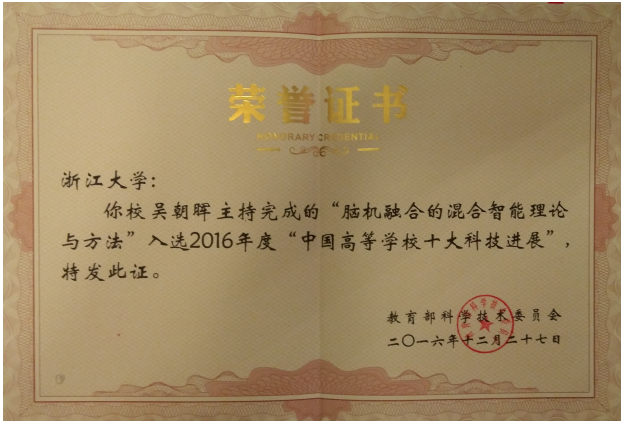 荣誉证书
HONORARY CREDENTIAL
浙江大学：
你校吴朝晖主持完成的“脑机融合的混合智能理论
与方法”入选2016年度“中国高等学校十大科技进展”，
特发此证。
教育部科学技术委员会
二〇一六年十二月二十七日